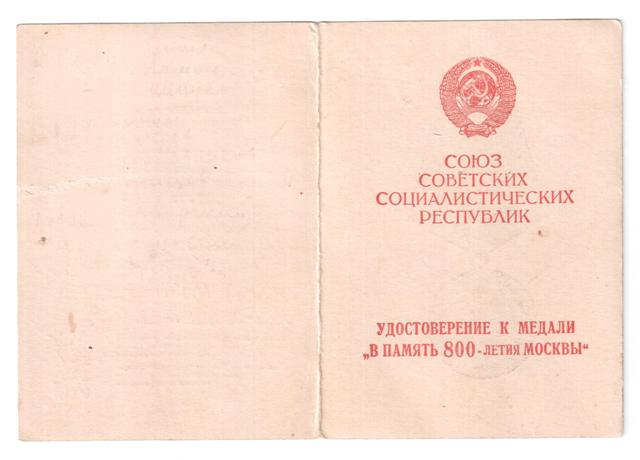 СОЮЗ
СОВЕТСКИХ
СОЦИАЛИСТИЧЕСКИХ
РЕСПУБЛИК
УДОСТОВЕРЕНИЕ К МЕДАЛИ
„В ПАМЯТЬ 800-ЛЕТИЯ МОСКВЫ“